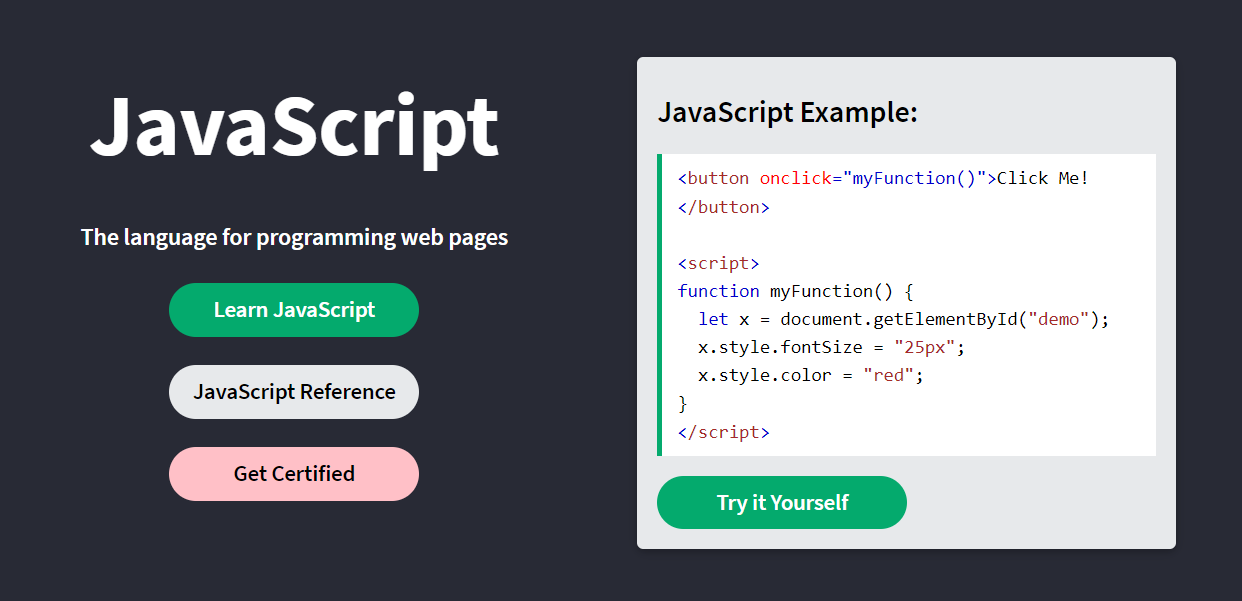 JavaScript
The language for programming web pages
Learn JavaScript
JavaScript Reference
Get Certified
JavaScript Example:
<button onclick="myFunction()">Click Me!
</button>
<script>
function myFunction() {
  let x = document.getElementById("demo");
  x.style.fontSize = "25px";
  x.style.color = "red";
}
</script>
Try it Yourself